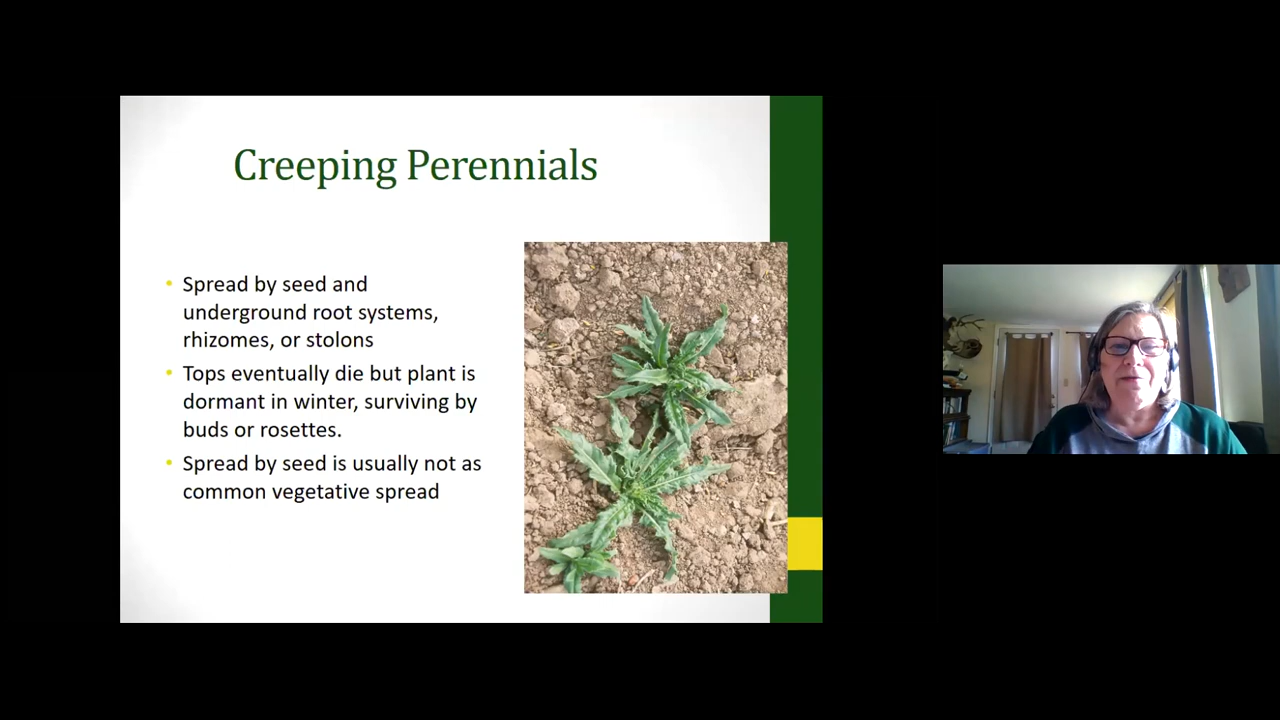 Creeping Perennials
• Spread by seed and
underground root systems,
rhizomes, or stolons
• Tops eventually die but plant is
dormant in winter, surviving by
buds or rosettes.
• Spread by seed is usually not as
common vegetative spread